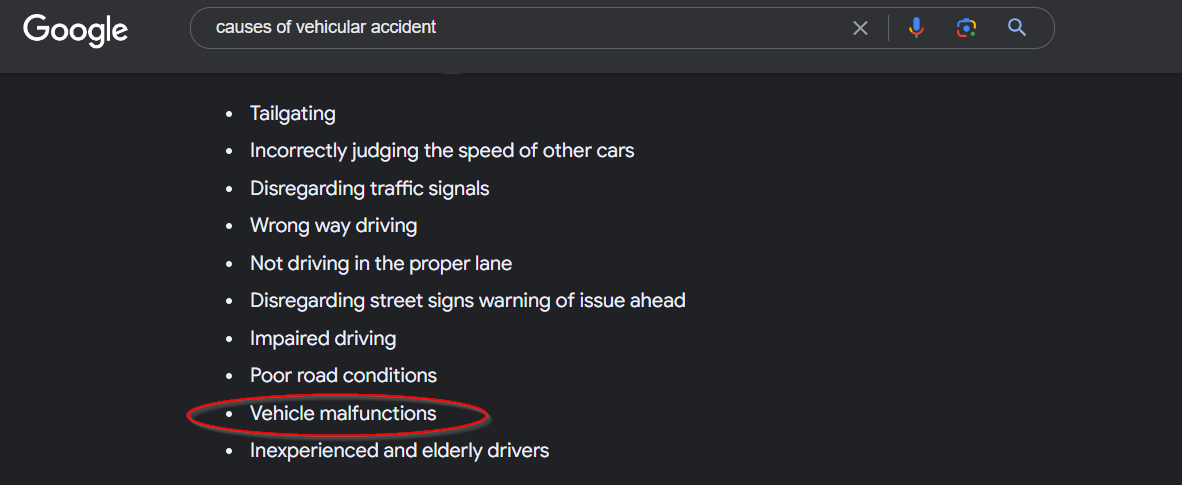 Google
causes of vehicular accident
• Tailgating
• Incorrectly judging the speed of other cars
• Disregarding traffic signals
• Wrong way driving
• Not driving in the proper lane
• Disregarding street signs warning of issue ahead
• Impaired driving
• Poor road conditions
• Vehicle malfunctions
• Inexperienced and elderly drivers